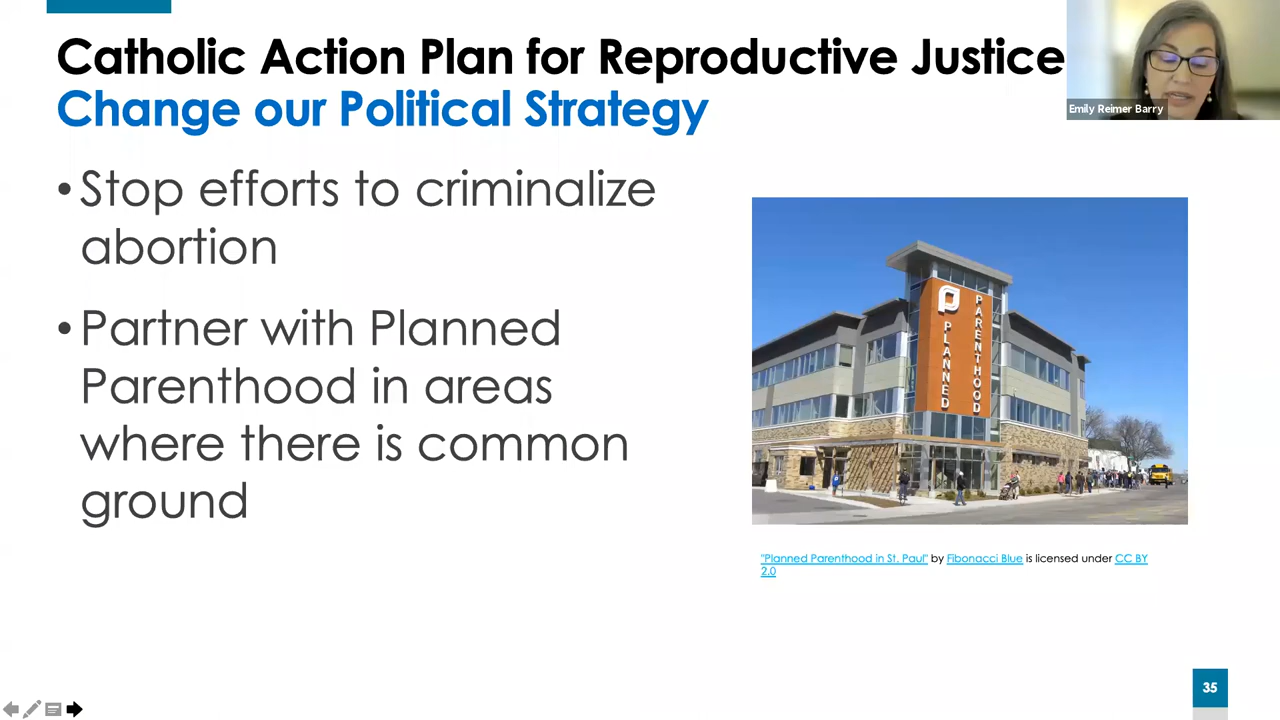 Catholic Action Plan for Reproductive Justice
Change our Political Strategy
Emily Reimer Barry
• Stop efforts to criminalize
abortion
• Partner with Planned
Parenthood in areas
where there is common
ground
PLANNED
PARENTHOOD
"Planned Parenthood in St. Paul" by Fibonacci Blue is licensed under CC BY
2.0
35